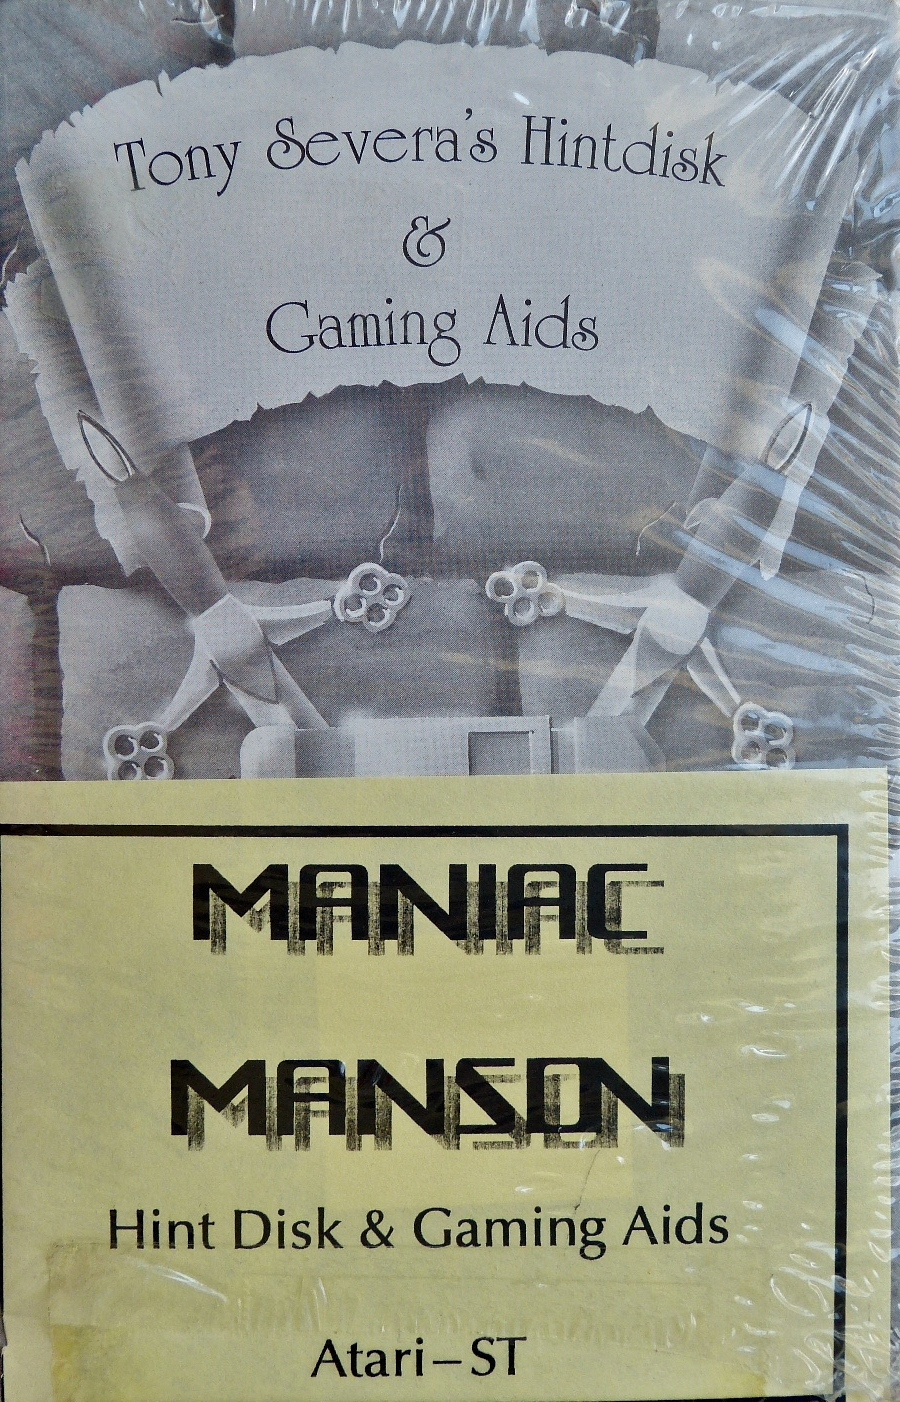 Tony Severa's Hintdisk
&
Gaming Aids
MANIAC
MANSON
Hint Disk & Gaming Aids
Atari–ST